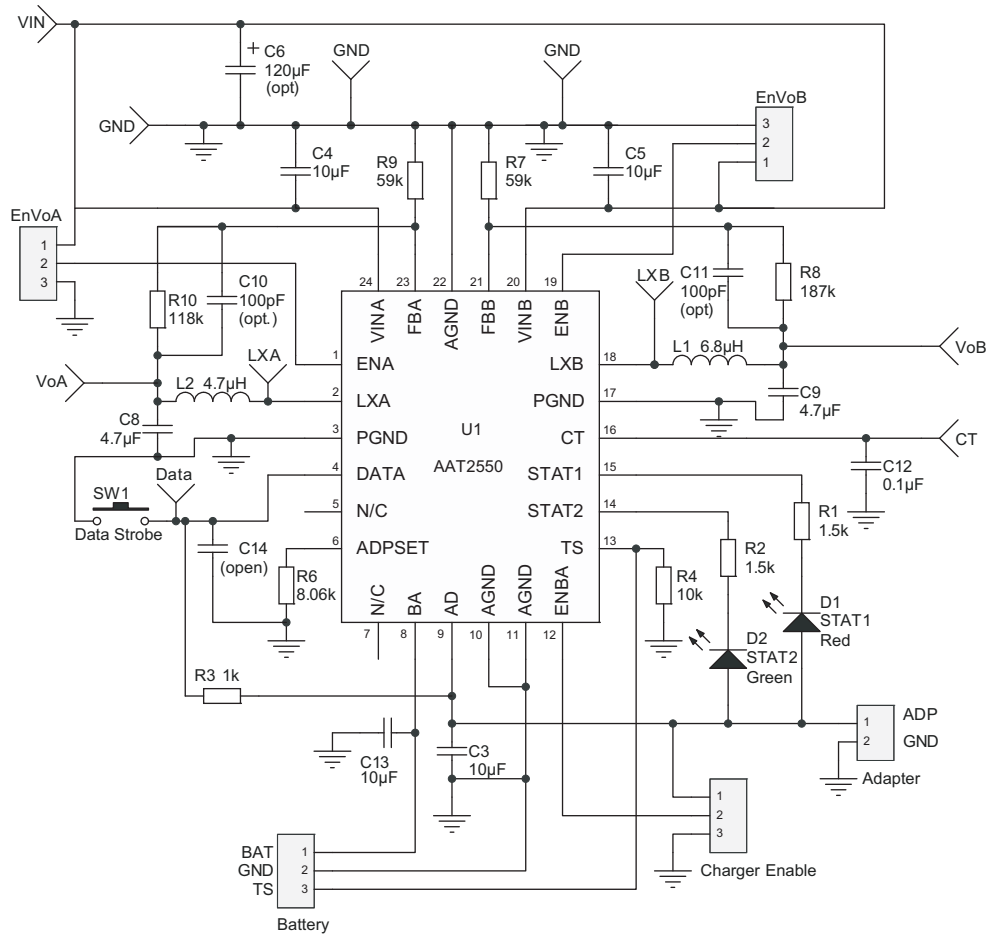 VIN
C6
120µF
(opt)
GND
GND
GND
EnVoB
3
2
1
C4
10µF
R9
59k
R7
59k
C5
10µF
EnVoA
1
2
3
24
23
22
21
20
19
VINA
FBA
AGND
FBB
VINB
ENB
R10
118k
C10
100pF
(opt.)
LXB
C11
100pF
(opt)
R8
187k
LXA
VoA
L2 4.7µH
L1 6.8µH
VoB
C8
4.7µF
C9
4.7µF
1
ENA
2
LXA
3
PGND
4
DATA
5
N/C
6
ADPSET
U1
AAT2550
LXB
18
PGND
17
CT
16
STAT1
15
STAT2
14
TS
13
CT
C12
0.1µF
Data
SW1
Data Strobe
C14
(open)
R6
8.06k
R1
1.5k
R2
1.5k
R4
10k
N/C
BA
AD
AGND
AGND
ENBA
7
8
9
10
11
12
D1
STAT1
Red
D2
STAT2
Green
R3 1k
C13
10µF
C3
10µF
1
2
ADP
GND
Adapter
1
2
3
Charger Enable
BAT
GND
TS
1
2
3
Battery